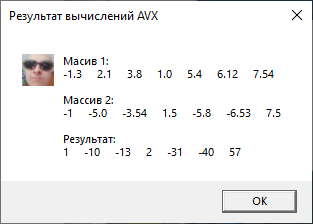 Результат вычислений AVX
Масив 1:
-1.3 2.1 3.8 1.0 5.4 6.12 7.54
Массив 2:
-1 -5.0 -3.54 1.5 -5.8 -6.53 7.5
Результат:
1 -10 -13 2 -31 -40 57
OK